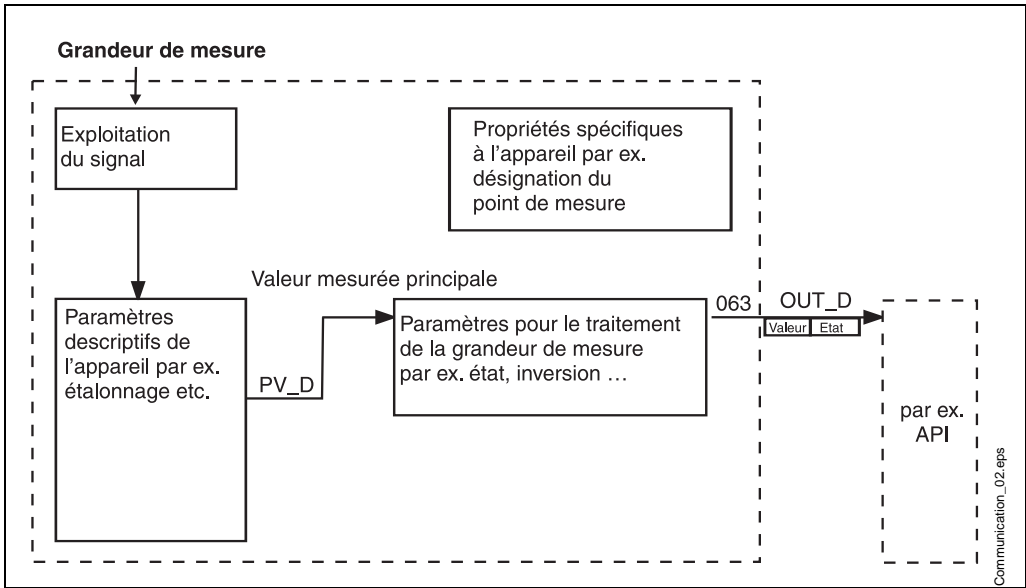 Grandeur de mesure
Exploitation
du signal
Propriétés spécifiques
à l'appareil par ex.
désignation du
point de mesure
Valeur mesurée principale
Paramètres
descriptifs de
l'appareil par ex.
étalonnage etc.
PV_D
Paramètres pour le traitement
de la grandeur de mesure
par ex. état, inversion ...
063
OUT_D
Valeur
Etat
par ex.
API
Communication_02.eps